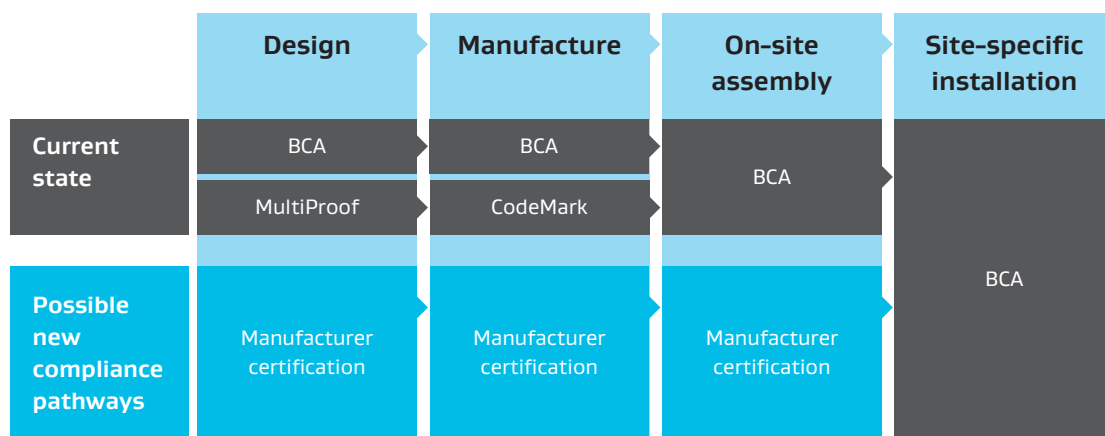 Design
Manufacture
On-site
assembly
Site-specific
installation
Current
state
BCA
BCA
BCA
MultiProof
CodeMark
BCA
Possible
new
compliance
pathways
Manufacturer
certification
Manufacturer
certification
Manufacturer
certification